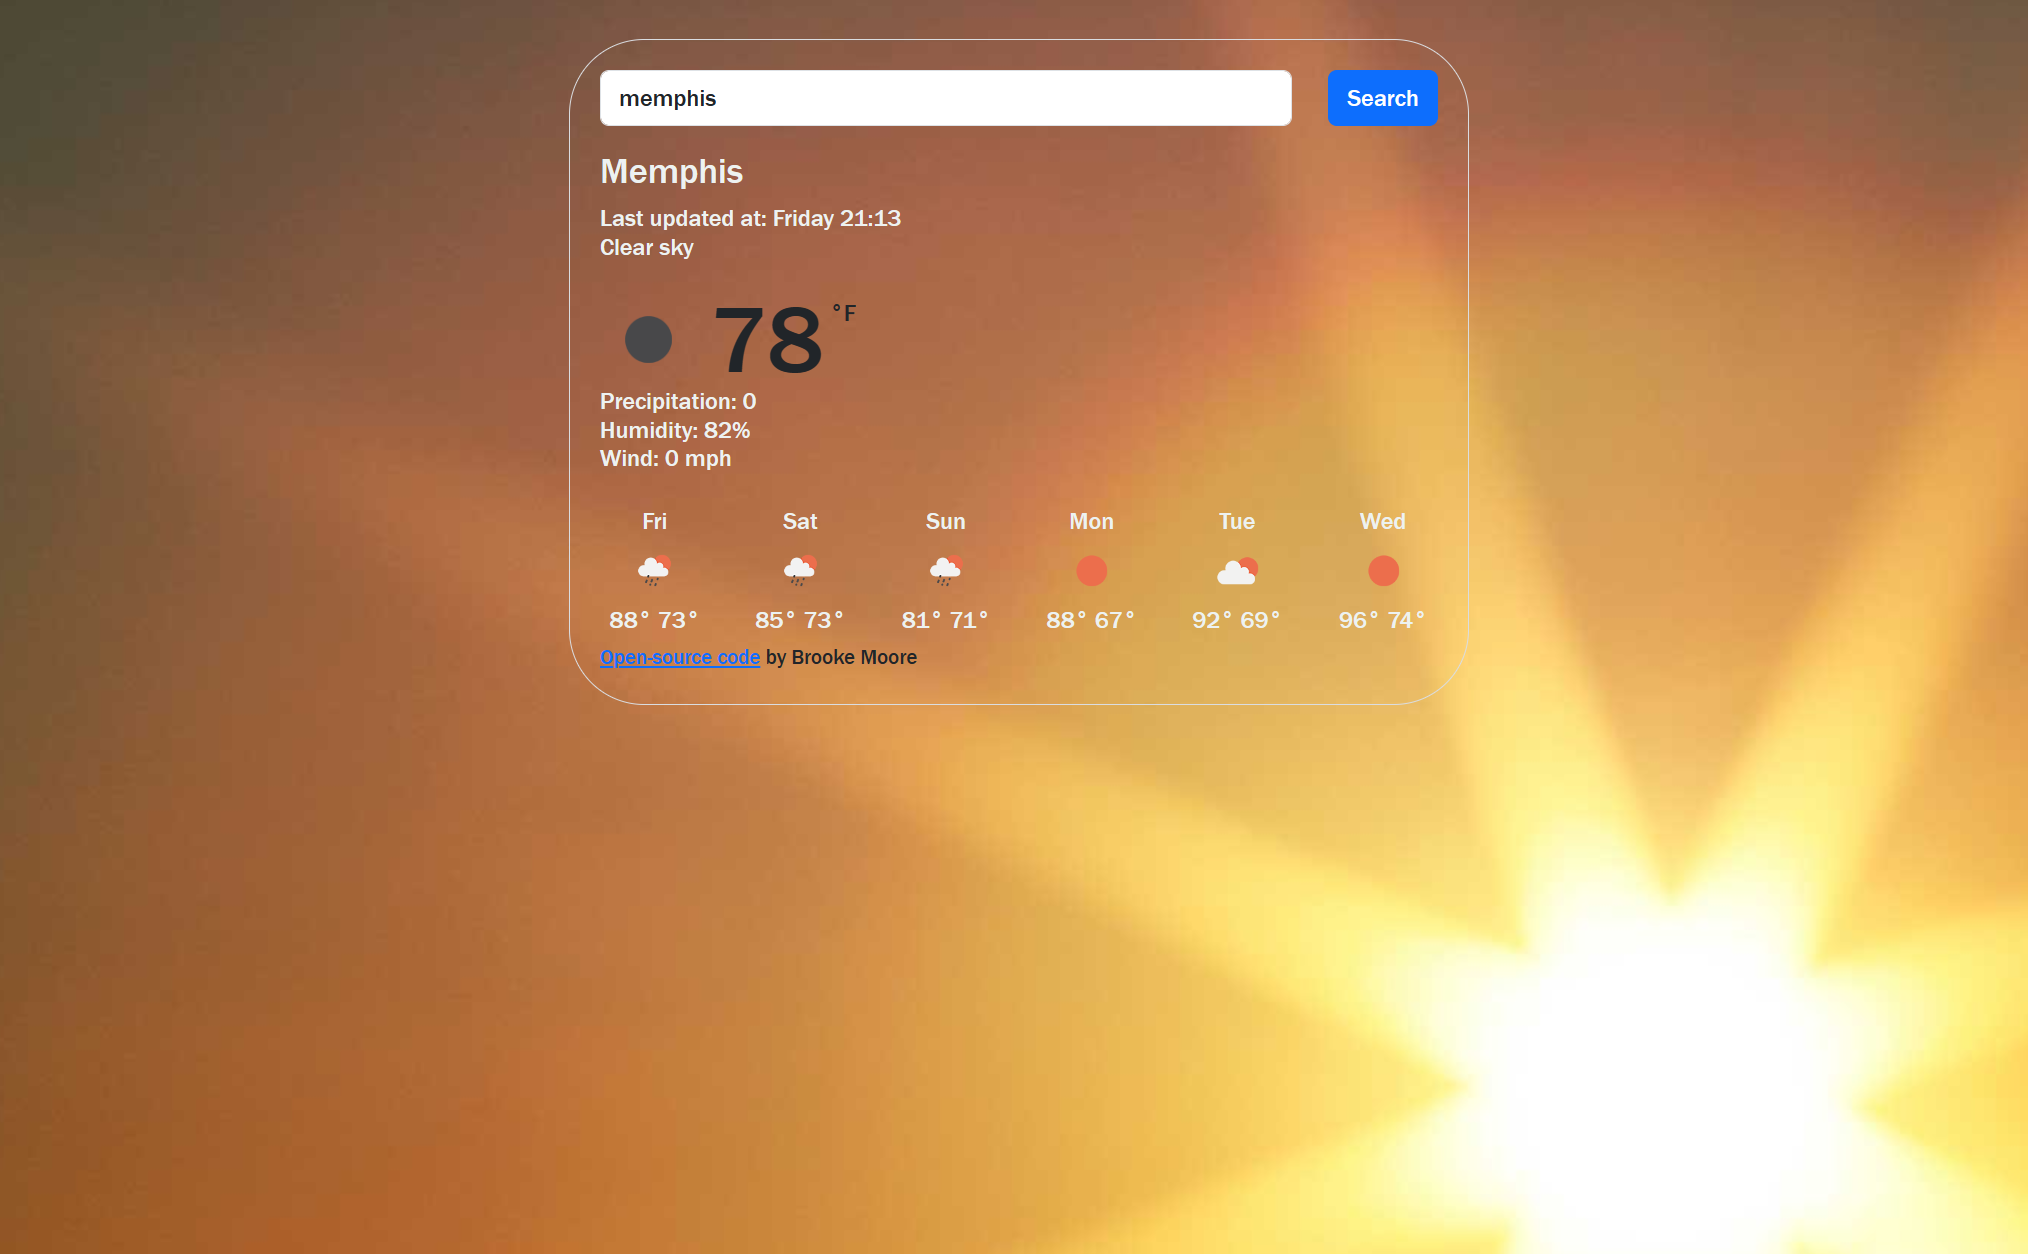 memphis
Search
Memphis
Last updated at: Friday 21:13
Clear sky
78 °F
Precipitation: 0
Humidity: 82%
Wind: 0 mph
Fri Sat Sun Mon Tue Wed
88° 73° 85° 73° 81° 71° 88° 67° 92° 69° 96° 74°
Open-source code by Brooke Moore